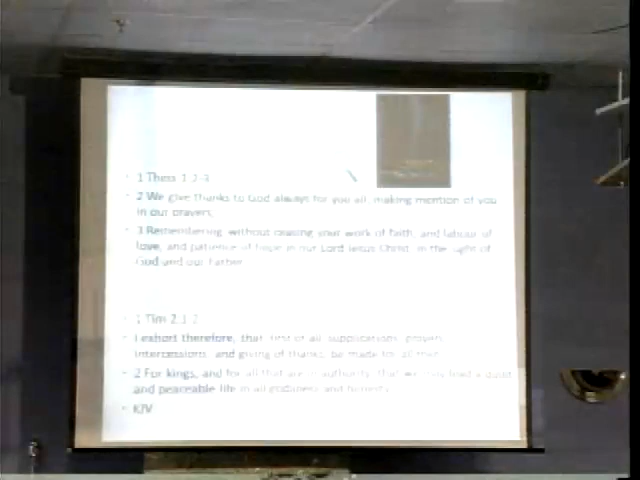 • 1 Thess 1:2-3
• 2 We give thanks to God always for you all, making mention of you
in our prayers;
• 3 Remembering without ceasing your work of faith, and labour of
love, and patience of hope in our Lord Jesus Christ, in the sight of
God and our Father
• 1 Tim 2:1-2
• I exhort therefore, that, first of all, supplications, prayers,
intercessions, and giving of thanks, be made for all men
• 2 For kings, and for all that are in authority; that we may lead a quiet
and peaceable life in all godliness and honesty.
• KJV